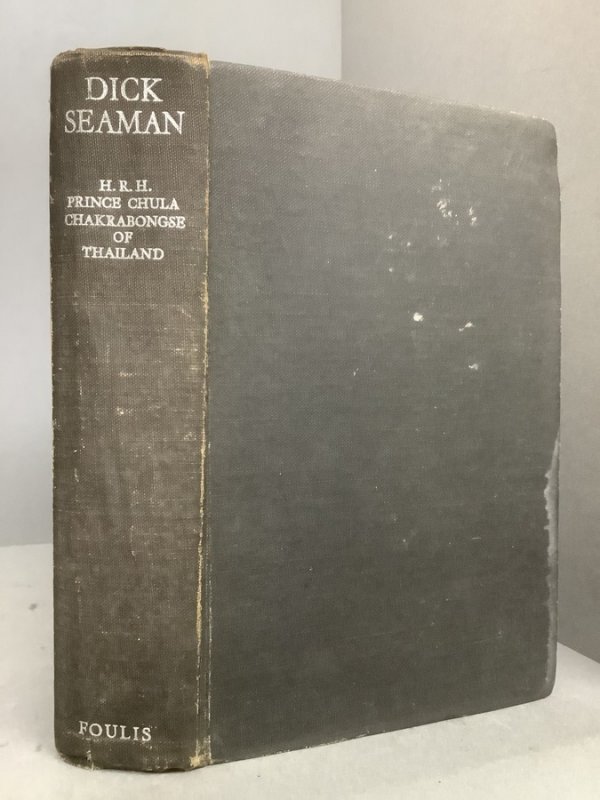 DICK
SEAMAN
H. R. H.
PRINCE CHULA
CHAKRABONGSE
OF
THAILAND
FOULIS